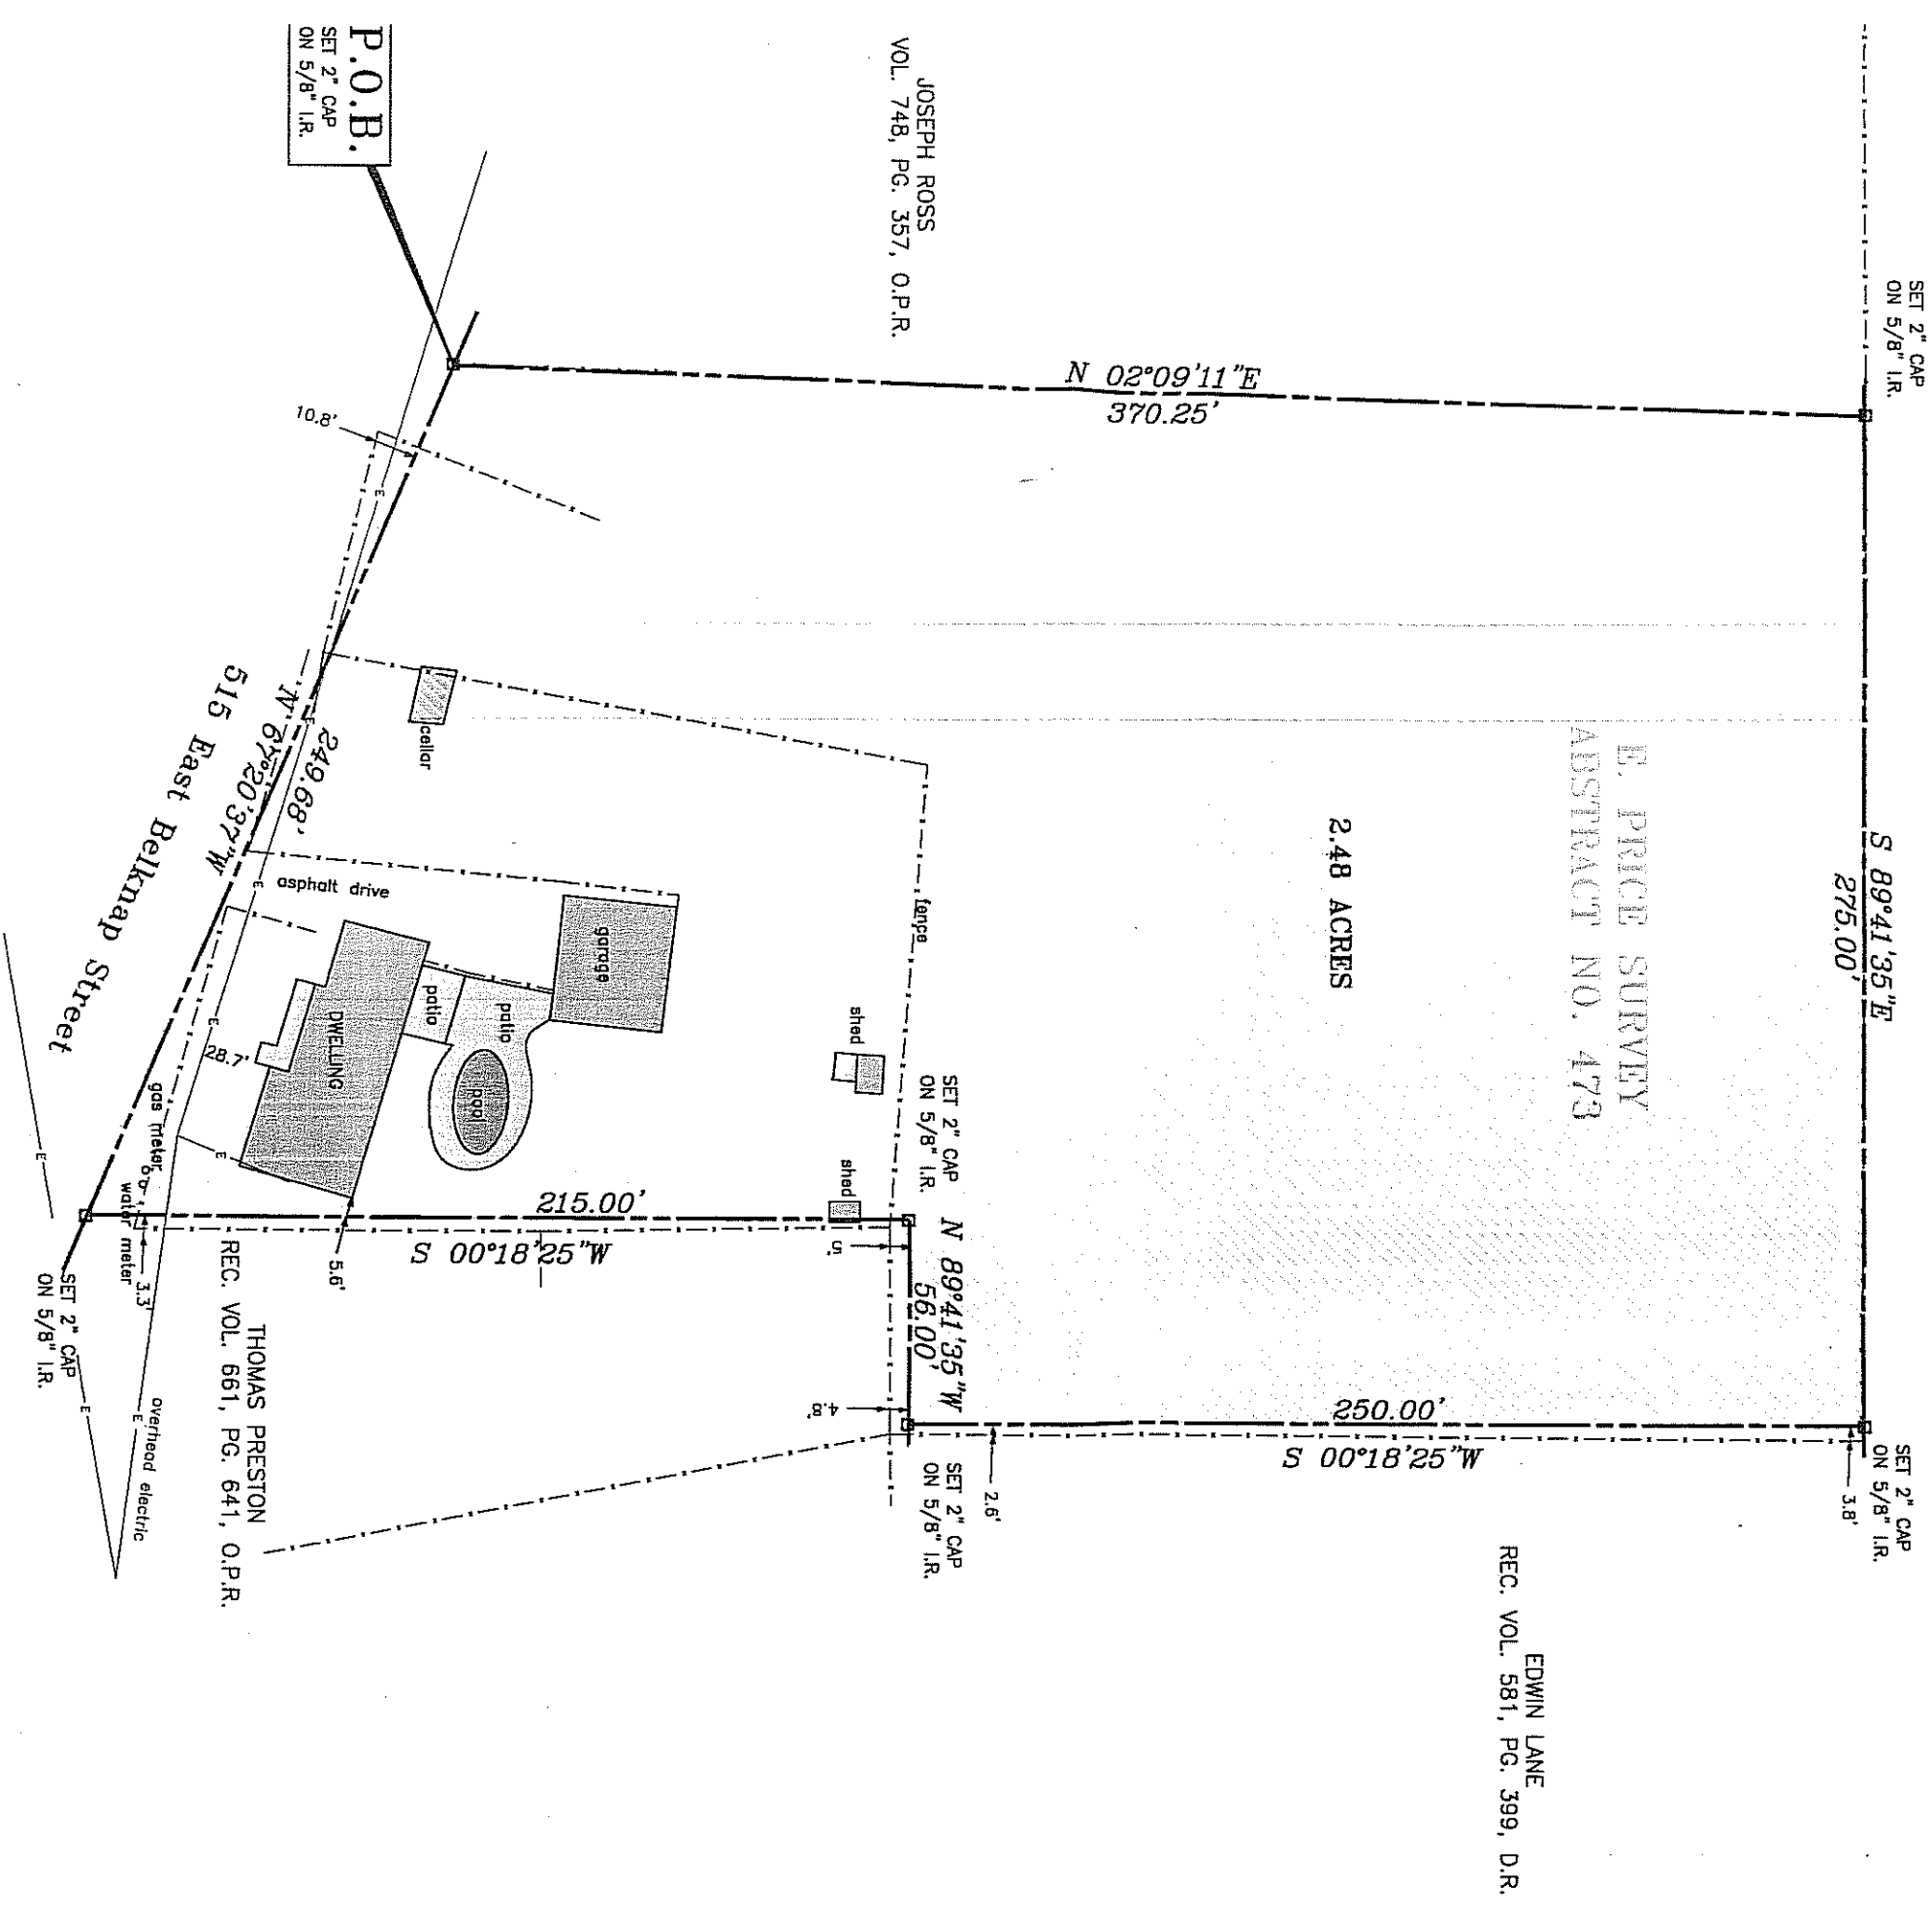 SET 2" CAP
ON 5/8" I.R.
S 89°41'35"E
275.00'
SET 2" CAP
ON 5/8" I.R.
3.8'
E. PRICE SURVEY
ABSTRACT NO. 473
2.48 ACRES
EDWIN LANE
REC. VOL. 581, PG. 399, D.R.
250.00'
S 00°18'25"W
N 02°09'11"E
370.25'
JOSEPH ROSS
VOL. 748, PG. 357, O.P.R.
2.6'
SET 2" CAP
ON 5/8" I.R.
N 89°41'35"W
56.00'
SET 2" CAP
ON 5/8" I.R.
fence
shed
shed
5'
4.8'
garage
patio
patio
pool
cellar
215.00'
S 00°18'25"W
asphalt drive
DWELLING
28.7'
5.6'
P.O.B.
SET 2" CAP
ON 5/8" I.R.
10.8'
249.68'
N 67°20'37"W
515 East Belknap Street
E
E
E
E
E
E
E
E
E
gas meter
water meter
3.3'
THOMAS PRESTON
REC. VOL. 661, PG. 641, O.P.R.
overhead electric
SET 2" CAP
ON 5/8" I.R.